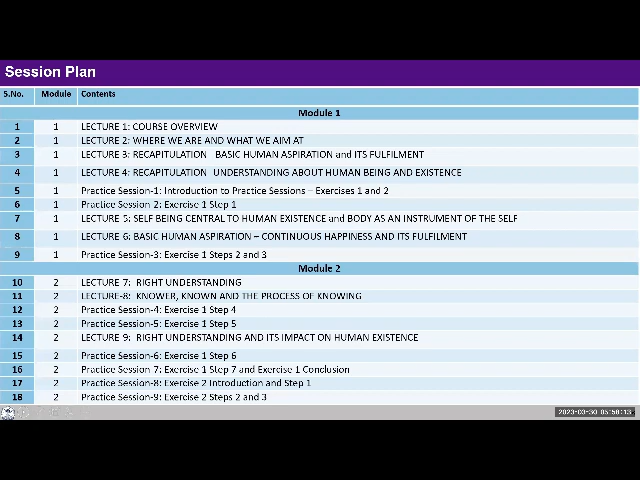 Session Plan
S.No. Module Contents
Module 1
1 1 LECTURE 1: COURSE OVERVIEW
2 1 LECTURE 2: WHERE WE ARE AND WHAT WE AIM AT
3 1 LECTURE 3: RECAPITULATION BASIC HUMAN ASPIRATION and ITS FULFILMENT
4 1 LECTURE 4: RECAPITULATION UNDERSTANDING ABOUT HUMAN BEING AND EXISTENCE
5 1 Practice Session-1: Introduction to Practice Sessions – Exercises 1 and 2
6 1 Practice Session-2: Exercise 1 Step 1
7 1 LECTURE 5: SELF BEING CENTRAL TO HUMAN EXISTENCE and BODY AS AN INSTRUMENT OF THE SELF
8 1 LECTURE 6: BASIC HUMAN ASPIRATION – CONTINUOUS HAPPINESS AND ITS FULFILMENT
9 1 Practice Session-3: Exercise 1 Steps 2 and 3
Module 2
10 2 LECTURE 7: RIGHT UNDERSTANDING
11 2 LECTURE-8: KNOWER, KNOWN AND THE PROCESS OF KNOWING
12 2 Practice Session-4: Exercise 1 Step 4
13 2 Practice Session-5: Exercise 1 Step 5
14 2 LECTURE 9: RIGHT UNDERSTANDING AND ITS IMPACT ON HUMAN EXISTENCE
15 2 Practice Session-6: Exercise 1 Step 6
16 2 Practice Session-7: Exercise 1 Step 7 and Exercise 1 Conclusion
17 2 Practice Session-8: Exercise 2 Introduction and Step 1
18 2 Practice Session-9: Exercise 2 Steps 2 and 3
2023-03-30 05:58:13